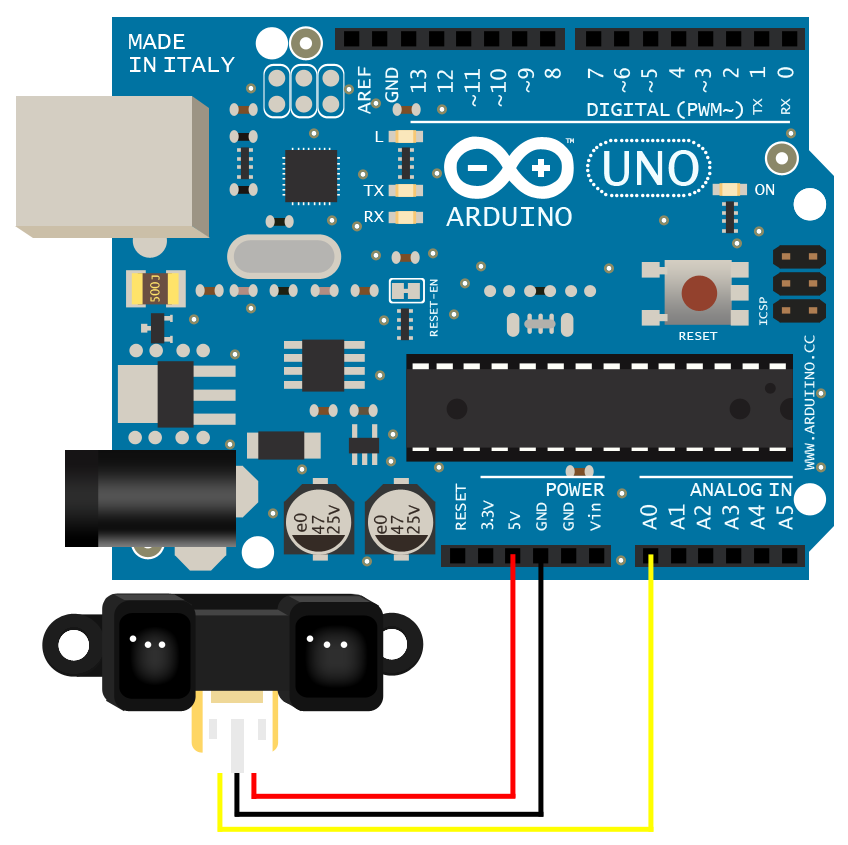 MADE
IN ITALY
AREF
GND
13
12
~11
~10
~9
8
7
~6
~5
4
~3
2
1
0
DIGITAL (PWM~)
TX
RX
L
TX
RX
™
ARDUINO
UNO
ON
RESET-EN
RESET
ICSP
500J
WWW.ARDUIINO.CC
POWER
ANALOG IN
RESET
3.3V
5V
GND
GND
Vin
A0
A1
A2
A3
A4
A5
e0
47
25V
e0
47
25V